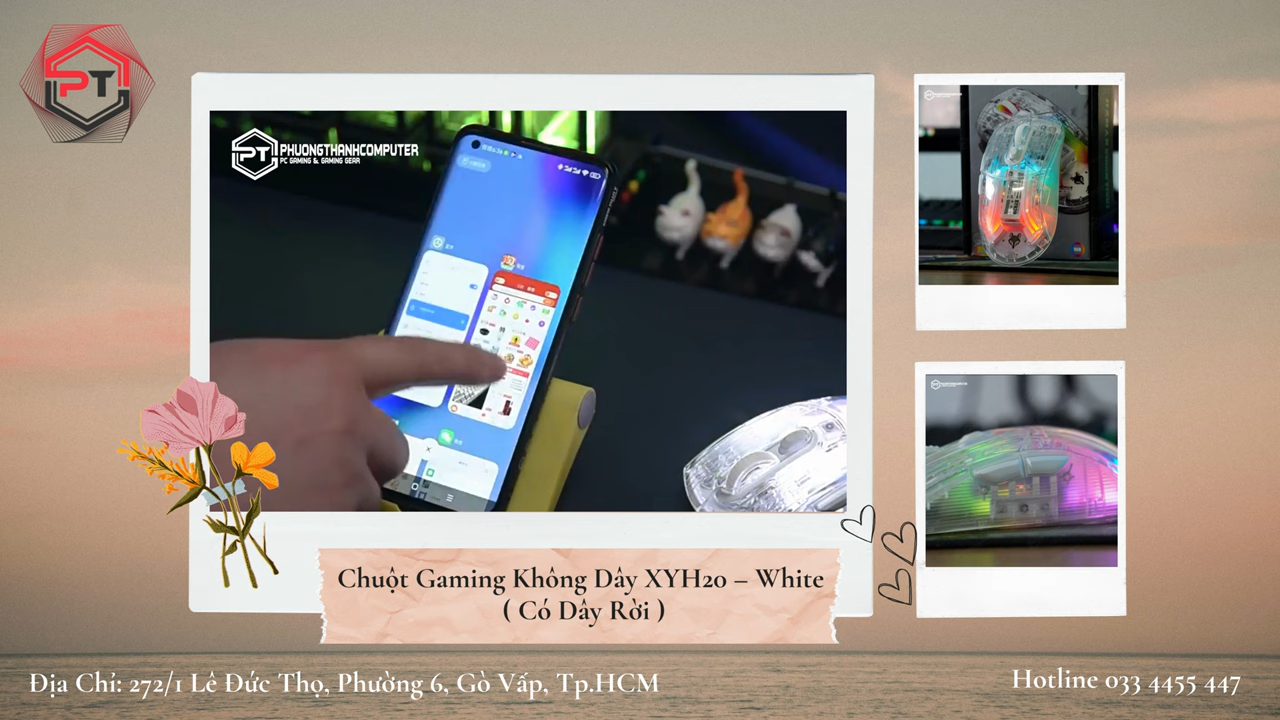 PT
PT PHUONGTHANHCOMPUTER
PC GAMING & GAMING GEAR
Chuột Gaming Không Dây XYH20 – White
( Có Dây Rời )
Địa Chỉ: 272/1 Lê Đức Thọ, Phường 6, Gò Vấp, Tp.HCM
Hotline 033 4455 447